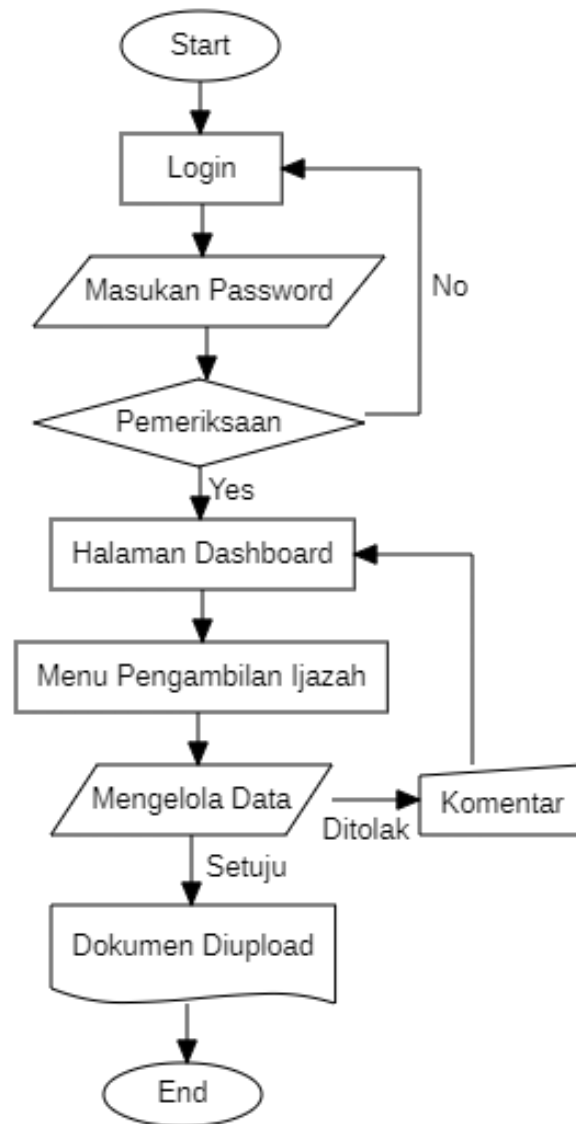 Start
Login
Masukan Password
No
Pemeriksaan
Yes
Halaman Dashboard
Menu Pengambilan Ijazah
Mengelola Data
Komentar
Ditolak
Setuju
Dokumen Diupload
End